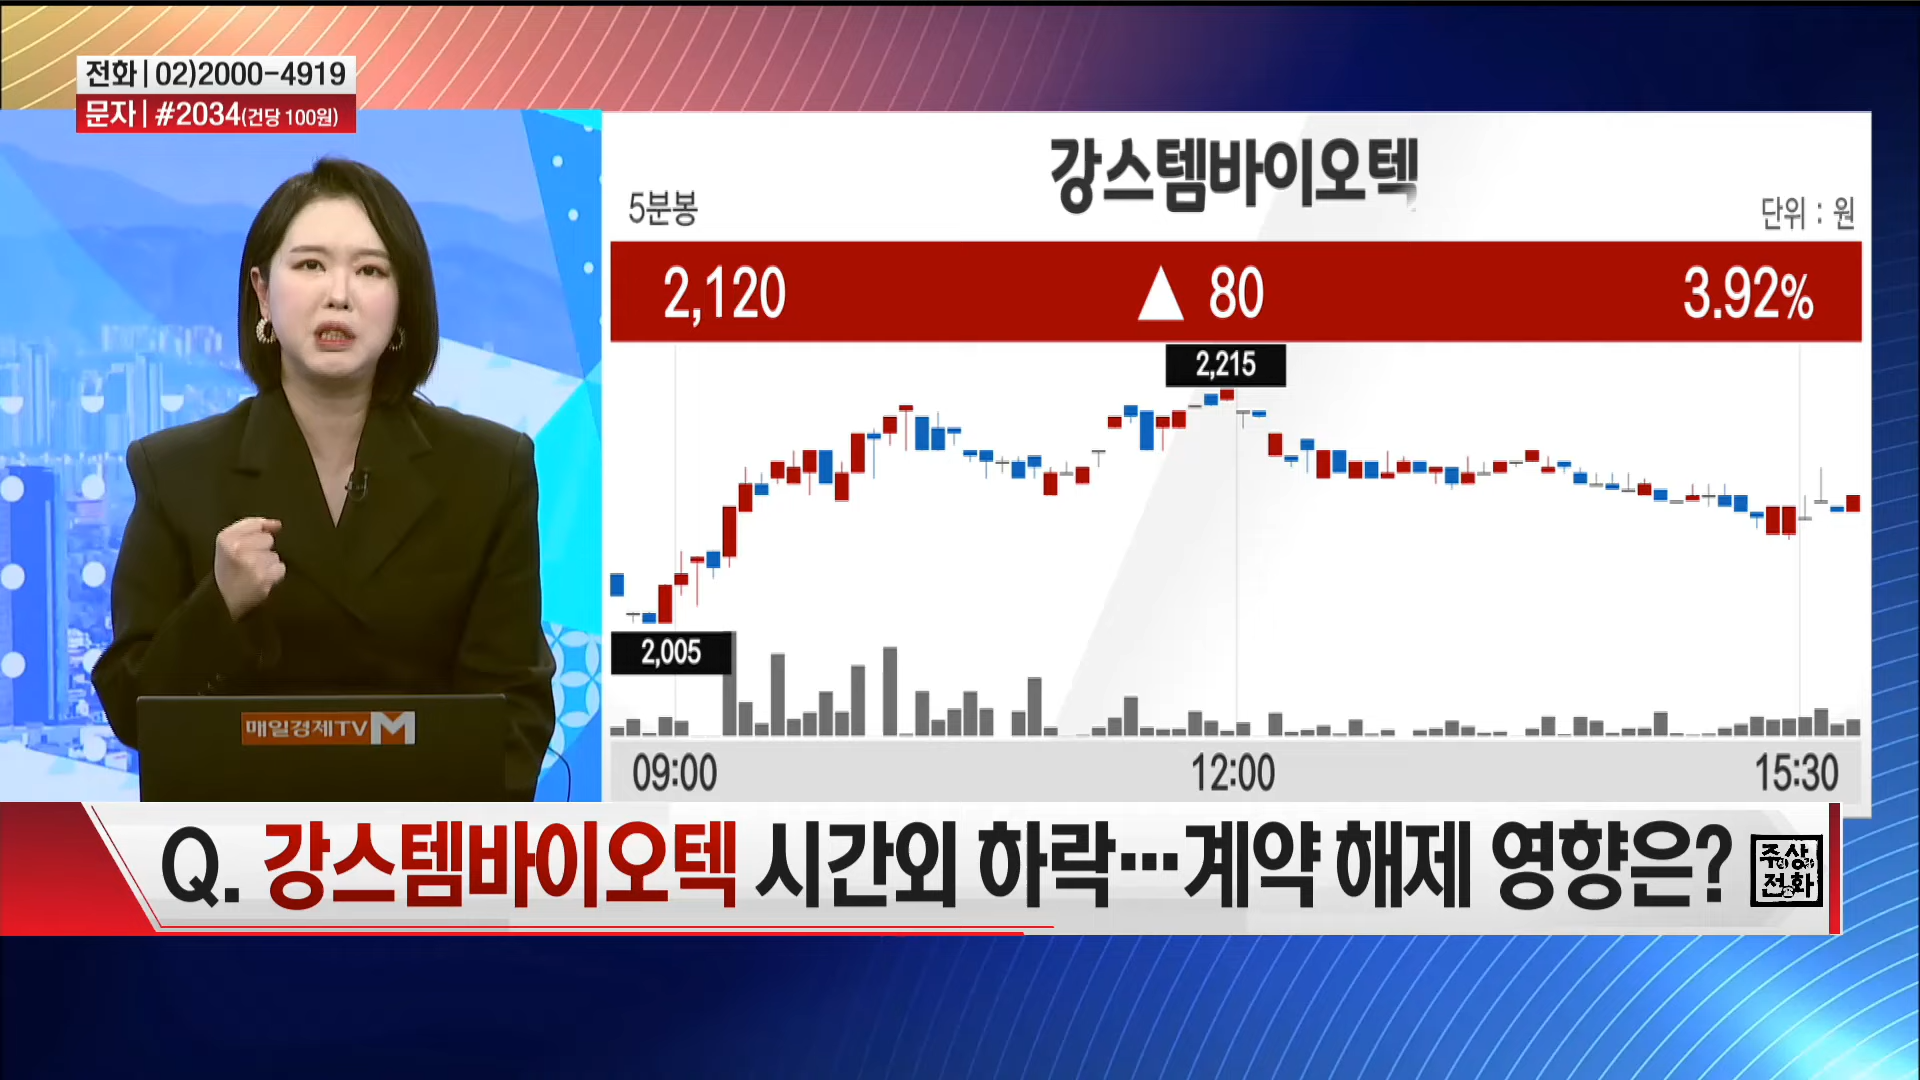 전화 | 02)2000-4919
문자 | #2034(건당 100원)
강스템바이오텍
5분봉
단위 : 원
2,120 ▲ 80 3.92%
2,215
2,005
09:00 12:00 15:30
매일경제TV M
Q. 강스템바이오텍 시간외 하락…계약 해제 영향은?
주상
전화